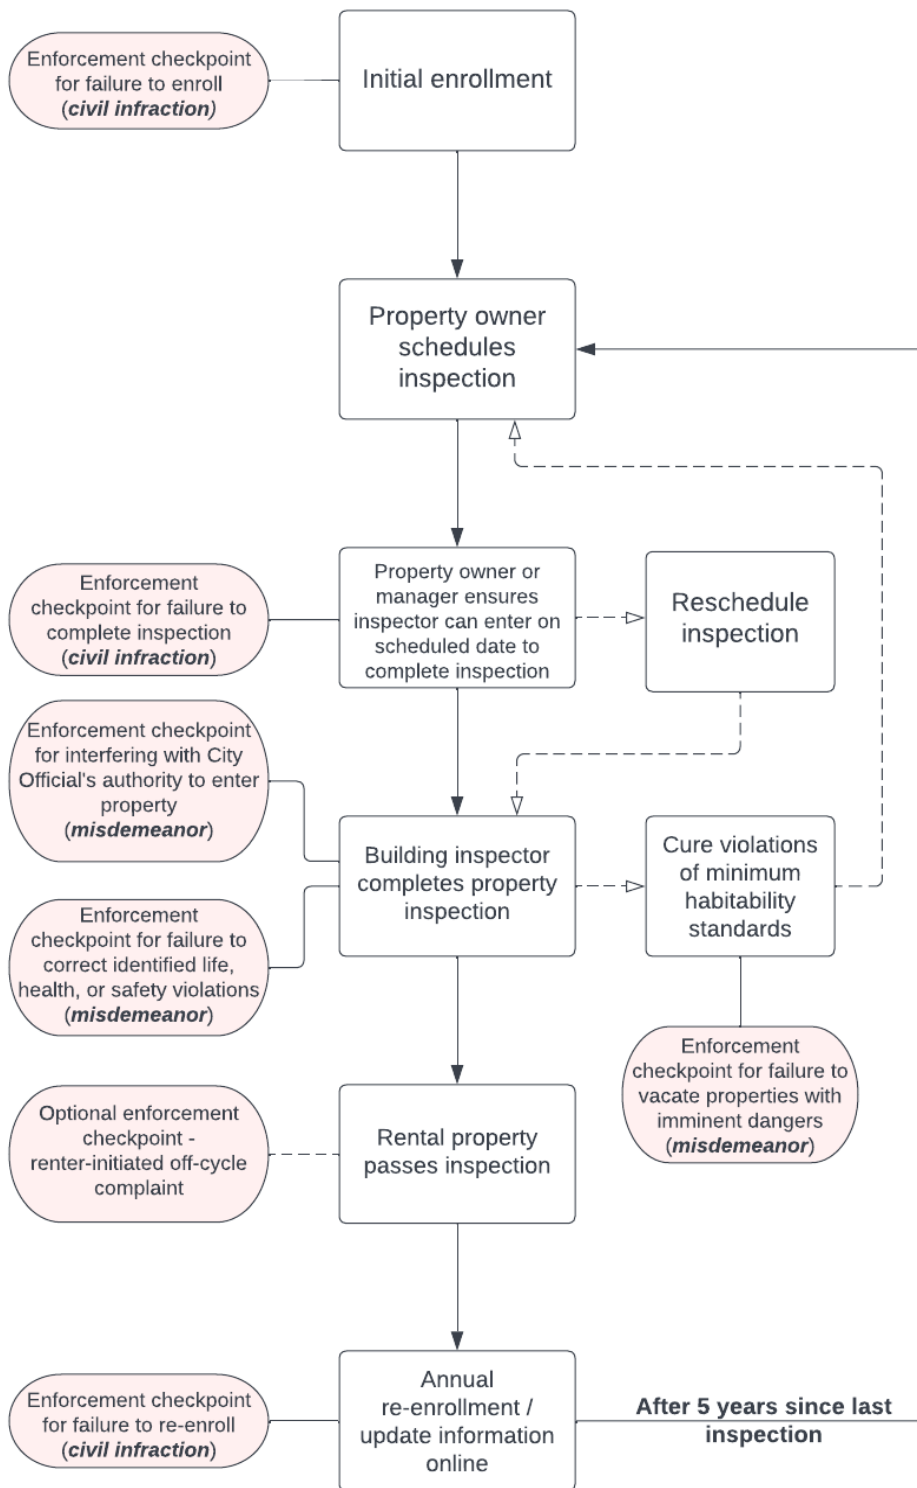 Enforcement checkpoint
for failure to enroll
(civil infraction)
Initial enrollment
Property owner
schedules
inspection
Enforcement
checkpoint for failure to
complete inspection
(civil infraction)
Property owner or
manager ensures
inspector can enter on
scheduled date to
complete inspection
Reschedule
inspection
Enforcement checkpoint
for interfering with City
Official's authority to enter
property
(misdemeanor)
Building inspector
completes property
inspection
Cure violations
of minimum
habitability
standards
Enforcement
checkpoint for failure to
correct identified life,
health, or safety violations
(misdemeanor)
Enforcement
checkpoint for failure to
vacate properties with
imminent dangers
(misdemeanor)
Optional enforcement
checkpoint -
renter-initiated off-cycle
complaint
Rental property
passes inspection
Enforcement checkpoint
for failure to re-enroll
(civil infraction)
Annual
re-enrollment /
update information
online
After 5 years since last
inspection